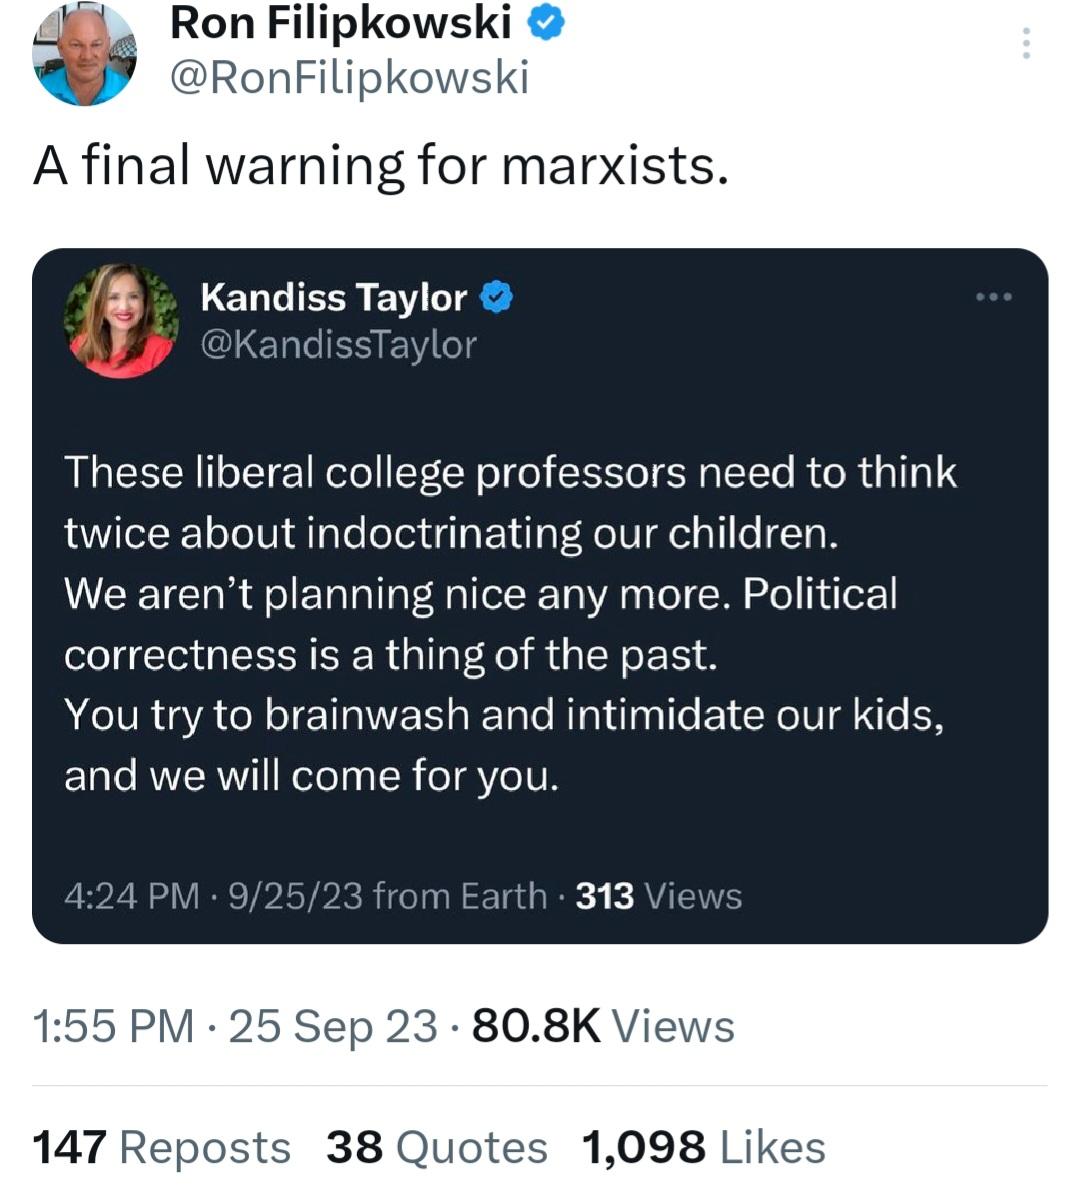 Ron Filipkowski
@RonFilipkowski
A final warning for marxists.
Kandiss Taylor
@KandissTaylor
These liberal college professors need to think
twice about indoctrinating our children.
We aren’t planning nice any more. Political
correctness is a thing of the past.
You try to brainwash and intimidate our kids,
and we will come for you.
4:24 PM · 9/25/23 from Earth · 313 Views
1:55 PM · 25 Sep 23 · 80.8K Views
147 Reposts 38 Quotes 1,098 Likes